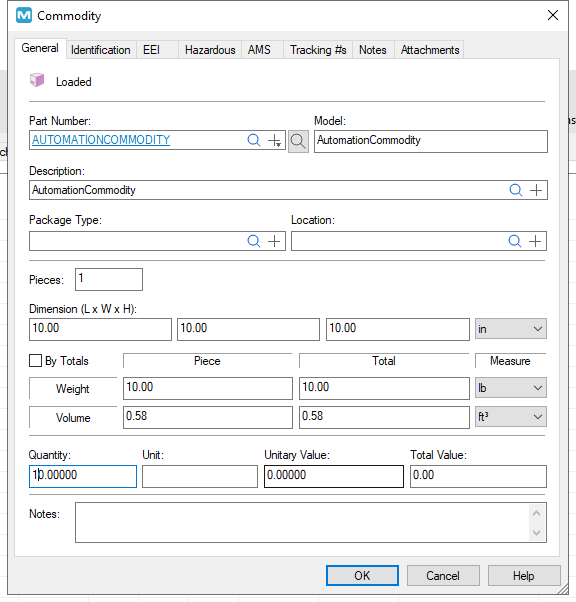 M Commodity
General Identification EEI Hazardous AMS Tracking #s Notes Attachments
Loaded
Part Number: Model:
AUTOMATIONCOMMODITY AutomationCommodity
Description:
AutomationCommodity
Package Type: Location:
Pieces: 1
Dimension (L x W x H):
10.00 10.00 10.00 in
By Totals Piece Total Measure
Weight 10.00 10.00 lb
Volume 0.58 0.58 ft³
Quantity: Unit: Unitary Value: Total Value:
10.00000 0.00000 0.00
Notes:
OK Cancel Help